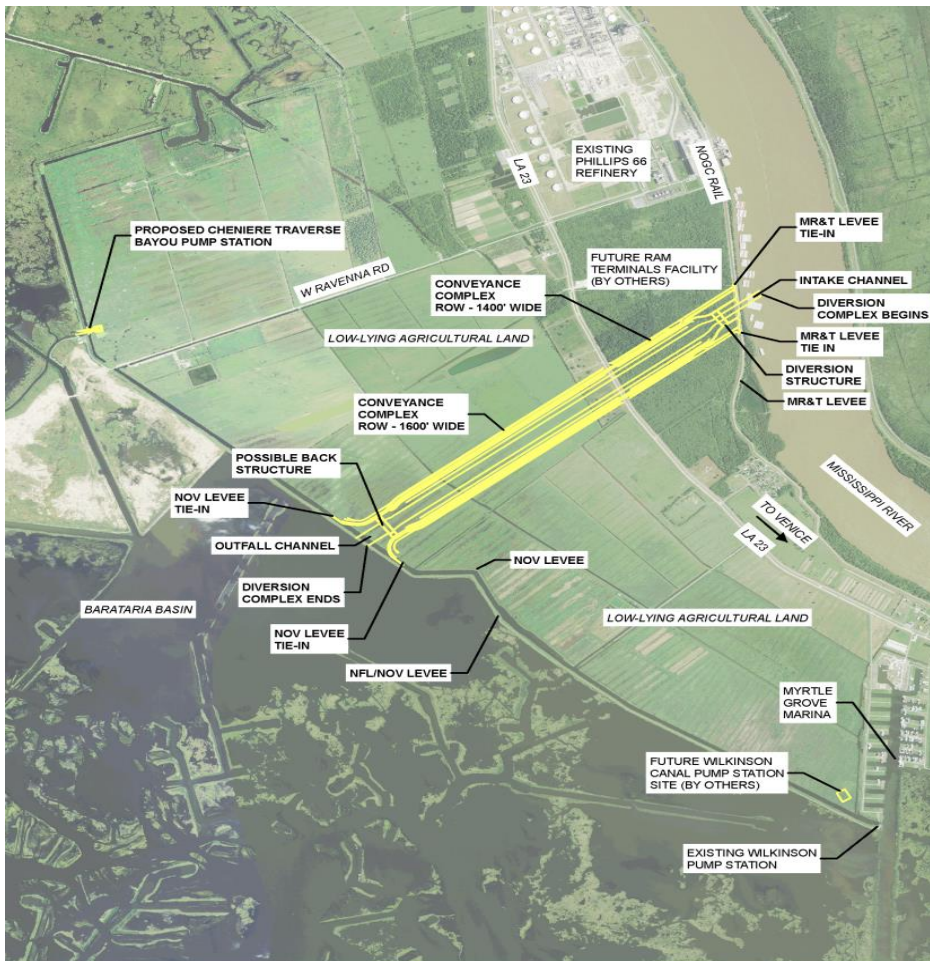 EXISTING
PHILLIPS 66
REFINERY
LA 23
NOGC RAIL
PROPOSED CHENIERE TRAVERSE
BAYOU PUMP STATION
MR&T LEVEE
TIE-IN
FUTURE RAM
TERMINALS FACILITY
(BY OTHERS)
W RAVENNA RD
INTAKE CHANNEL
CONVEYANCE
COMPLEX
ROW - 1400' WIDE
DIVERSION
COMPLEX BEGINS
LOW-LYING AGRICULTURAL LAND
MR&T LEVEE
TIE IN
DIVERSION
STRUCTURE
MR&T LEVEE
CONVEYANCE
COMPLEX
ROW - 1600' WIDE
POSSIBLE BACK
STRUCTURE
MISSISSIPPI RIVER
NOV LEVEE
TIE-IN
TO VENICE
LA 23
OUTFALL CHANNEL
NOV LEVEE
DIVERSION
COMPLEX ENDS
BARATARIA BASIN
LOW-LYING AGRICULTURAL LAND
NOV LEVEE
TIE-IN
NFL/NOV LEVEE
MYRTLE
GROVE
MARINA
FUTURE WILKINSON
CANAL PUMP STATION
SITE (BY OTHERS)
EXISTING WILKINSON
PUMP STATION